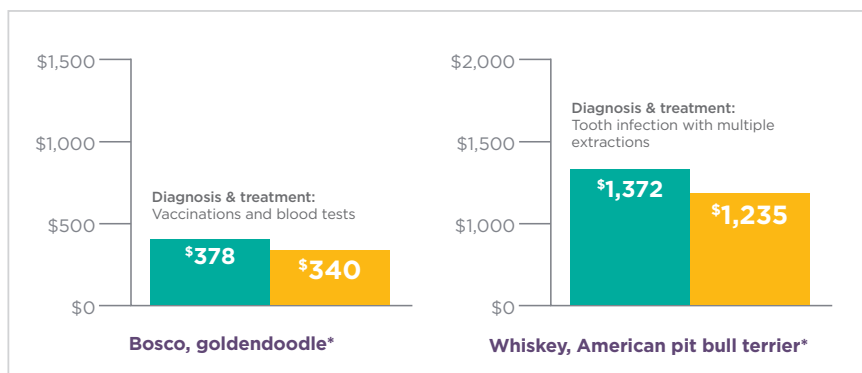 $1,500
$1,000
$500
$0
Diagnosis & treatment:
Vaccinations and blood tests
$378
$340
Bosco, goldendoodle*
$2,000
$1,500
$1,000
$0
Diagnosis & treatment:
Tooth infection with multiple
extractions
$1,372
$1,235
Whiskey, American pit bull terrier*